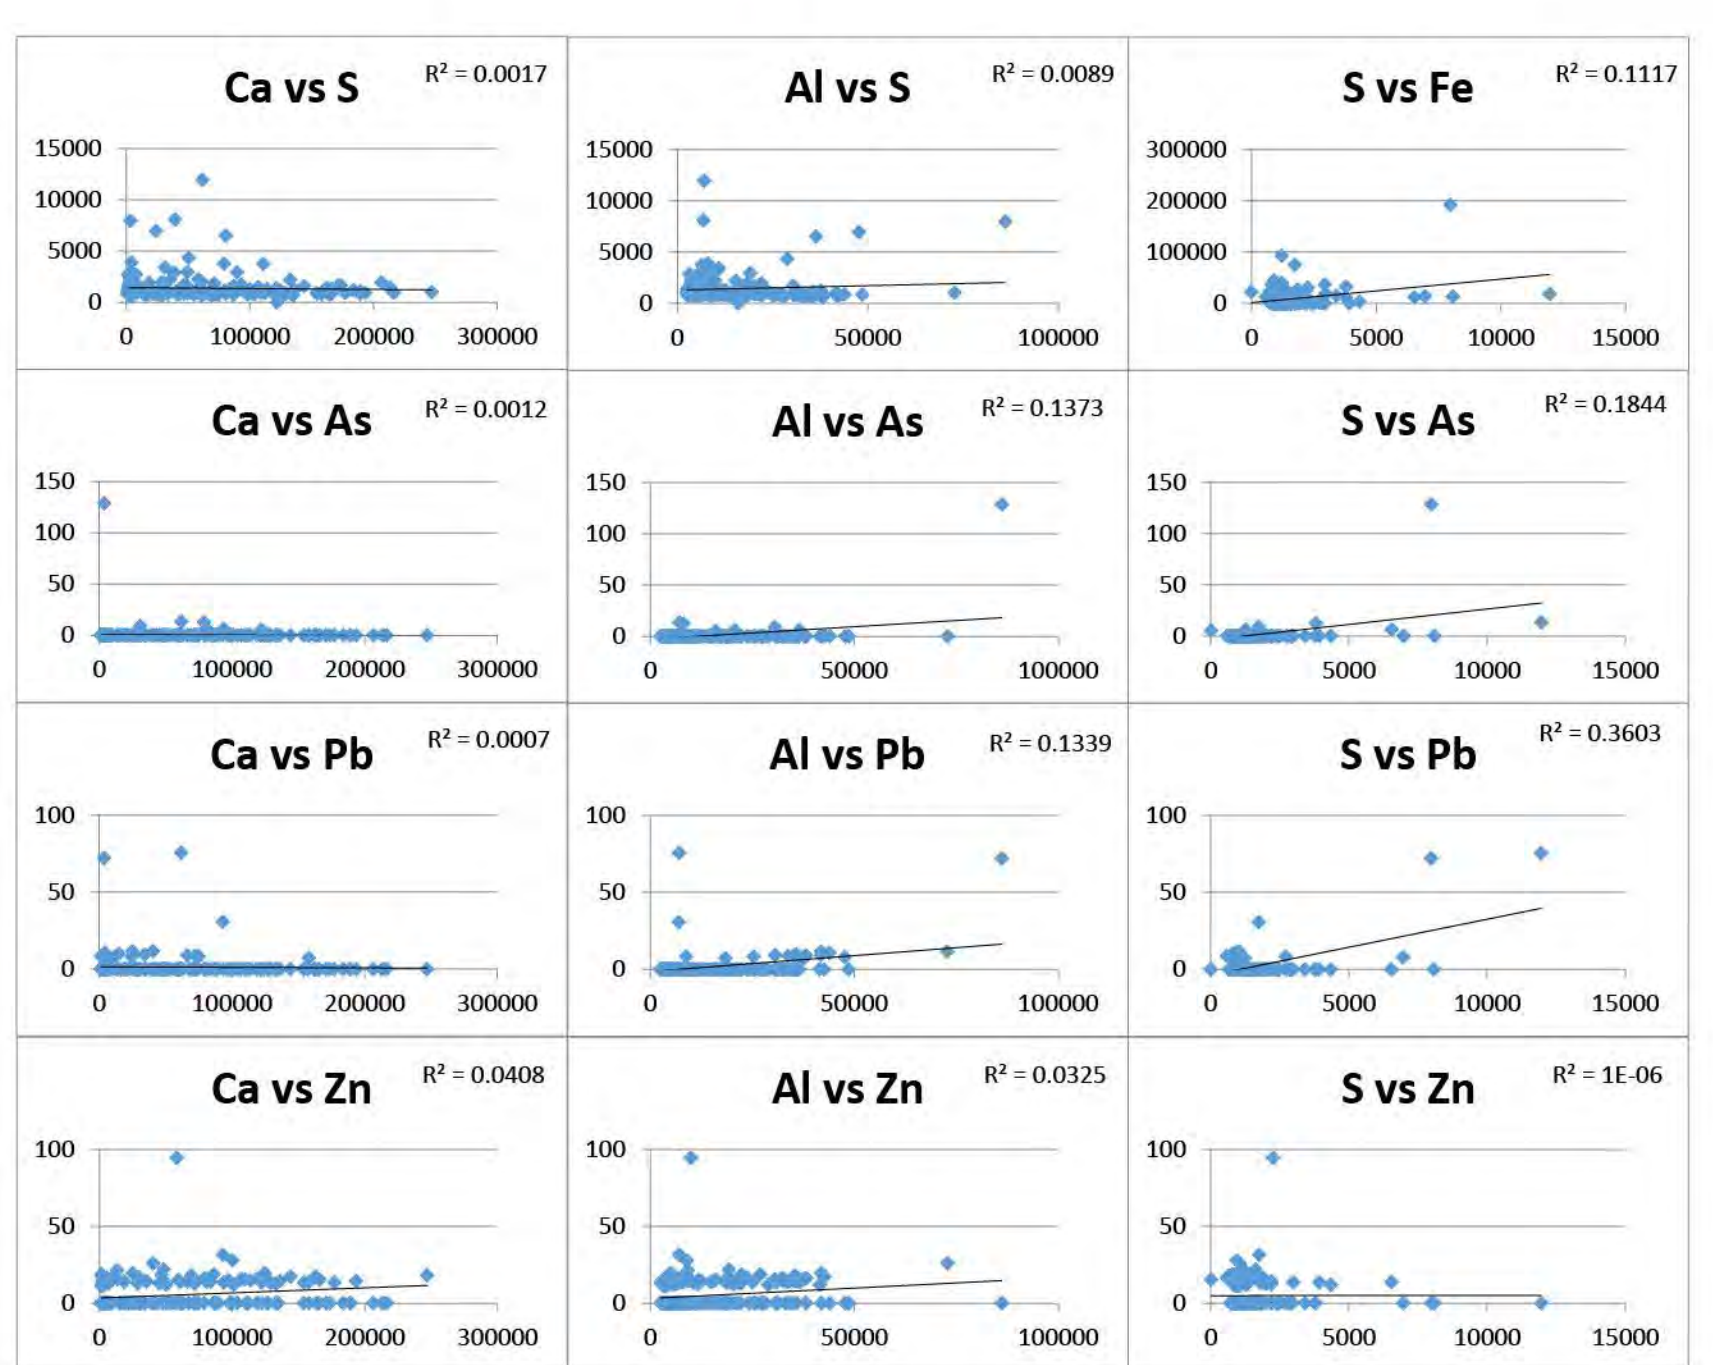 Ca vs S
R² = 0.0017
15000
10000
5000
0
0 100000 200000 300000
Al vs S
R² = 0.0089
15000
10000
5000
0
0 50000 100000
S vs Fe
R² = 0.1117
300000
200000
100000
0
0 5000 10000 15000
Ca vs As
R² = 0.0012
150
100
50
0
0 100000 200000 300000
Al vs As
R² = 0.1373
150
100
50
0
0 50000 100000
S vs As
R² = 0.1844
150
100
50
0
0 5000 10000 15000
Ca vs Pb
R² = 0.0007
100
50
0
0 100000 200000 300000
Al vs Pb
R² = 0.1339
100
50
0
0 50000 100000
S vs Pb
R² = 0.3603
100
50
0
0 5000 10000 15000
Ca vs Zn
R² = 0.0408
100
50
0
0 100000 200000 300000
Al vs Zn
R² = 0.0325
100
50
0
0 50000 100000
S vs Zn
R² = 1E-06
100
50
0
0 5000 10000 15000